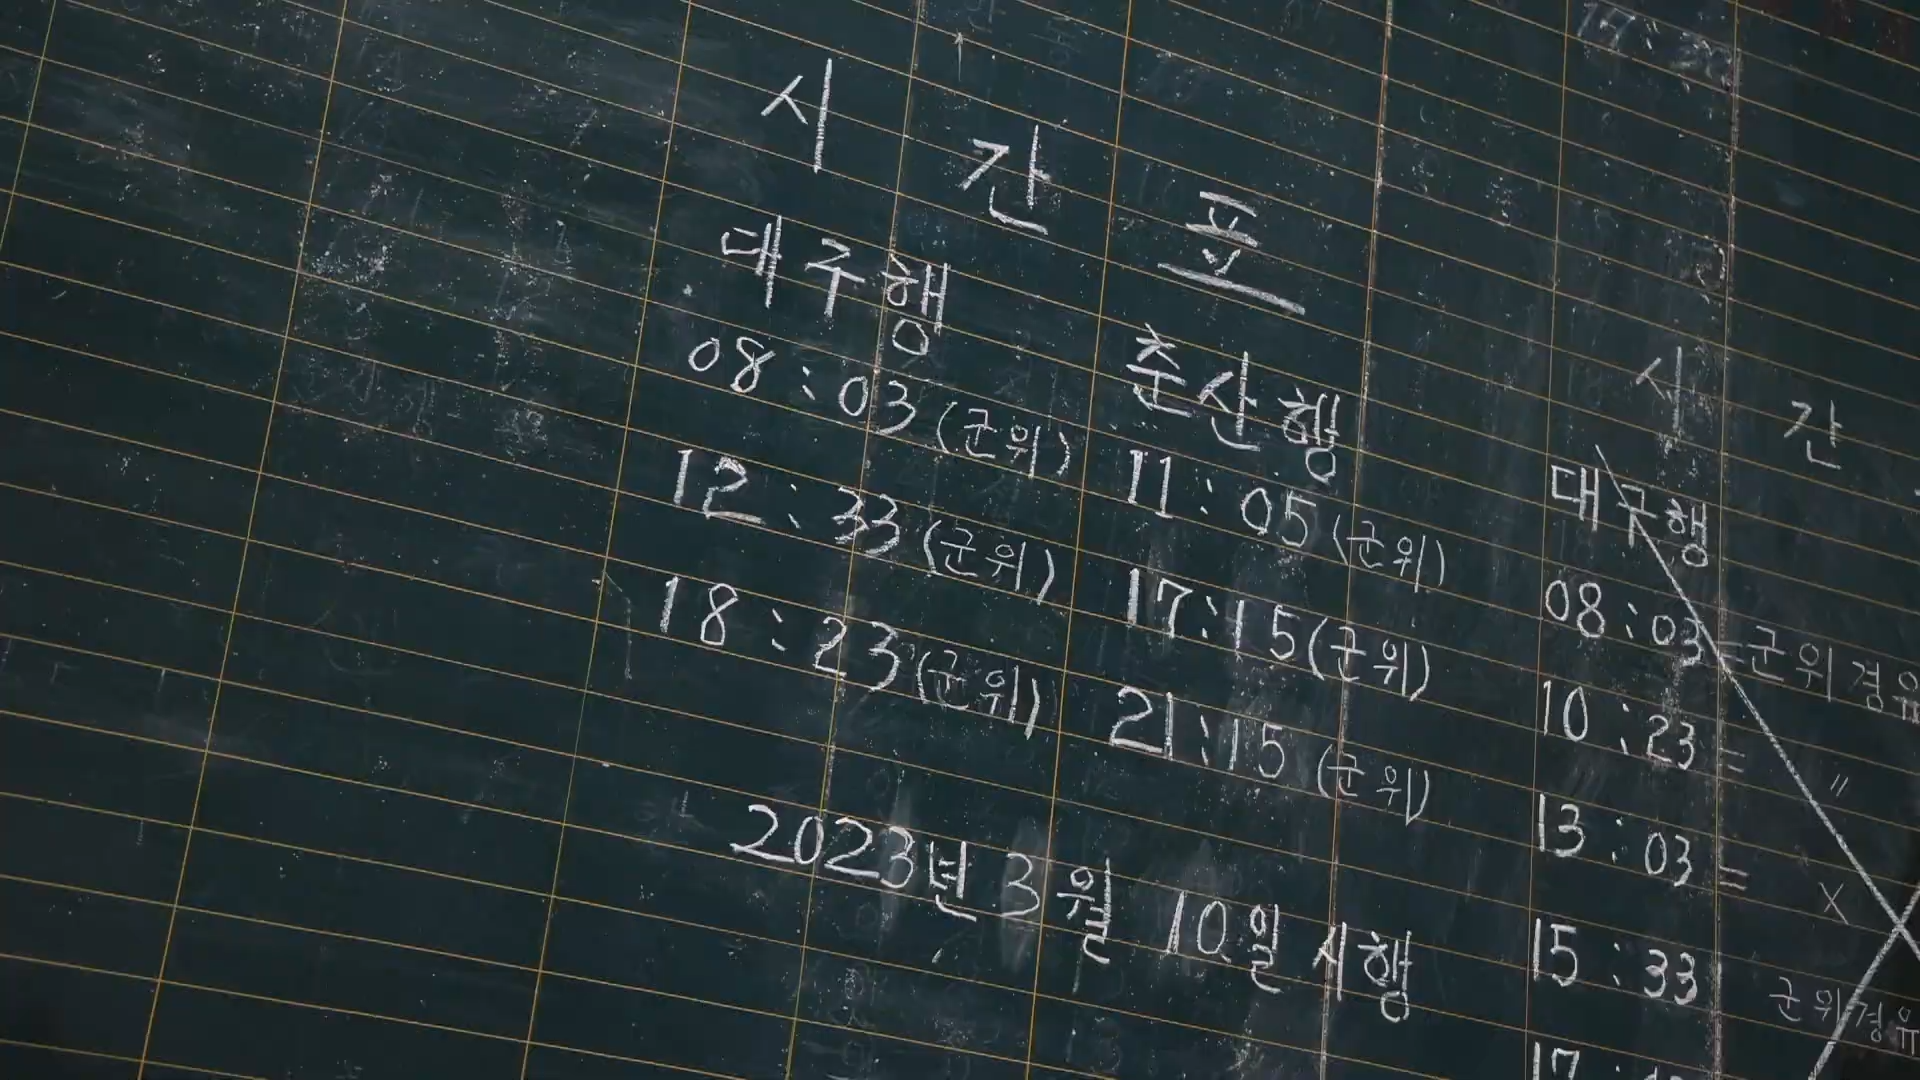 시 간 표
대구행 춘산행
08:03 (군위) 11:05 (군위)
12:33 (군위) 17:15 (군위)
18:23 (군위) 21:15 (군위)
2023년 3월 10일 시행
시 간
대구행
08:03 = 군위경유
10:23 = 〃
13:03 = X
15:33 군위경유
17: